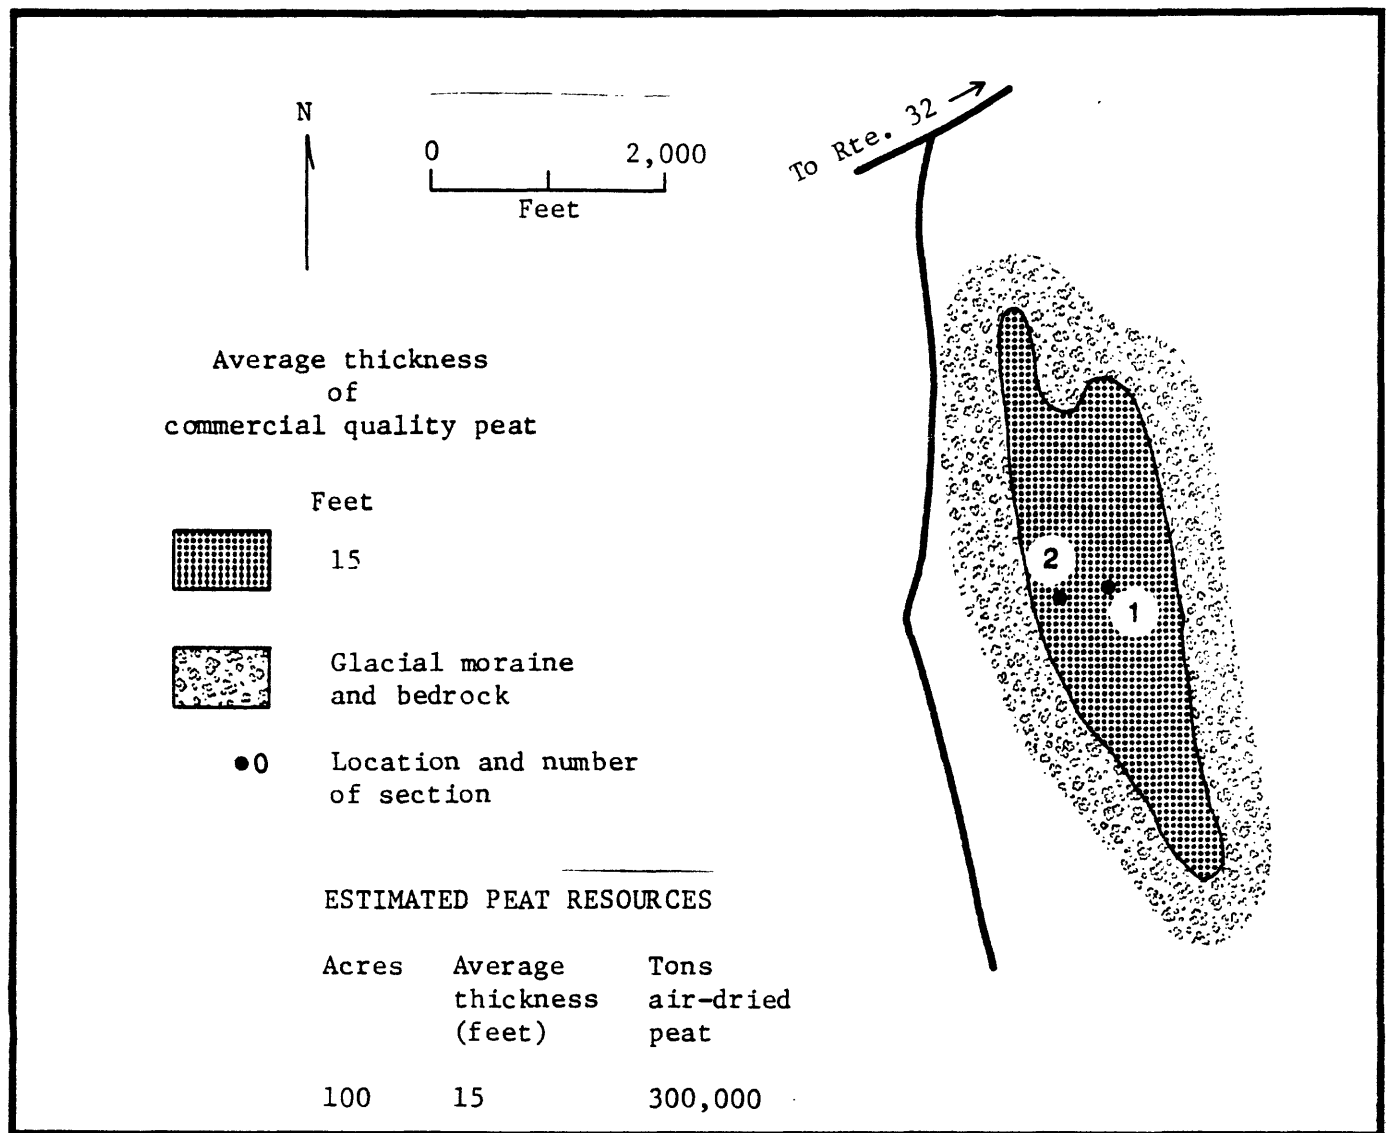 N
0 2,000
Feet
To Rte. 32
Average thickness
of
commercial quality peat
Feet
15
Glacial moraine
and bedrock
0 Location and number
of section
2
1
ESTIMATED PEAT RESOURCES
Acres Average Tons
thickness air-dried
(feet) peat
100 15 300,000